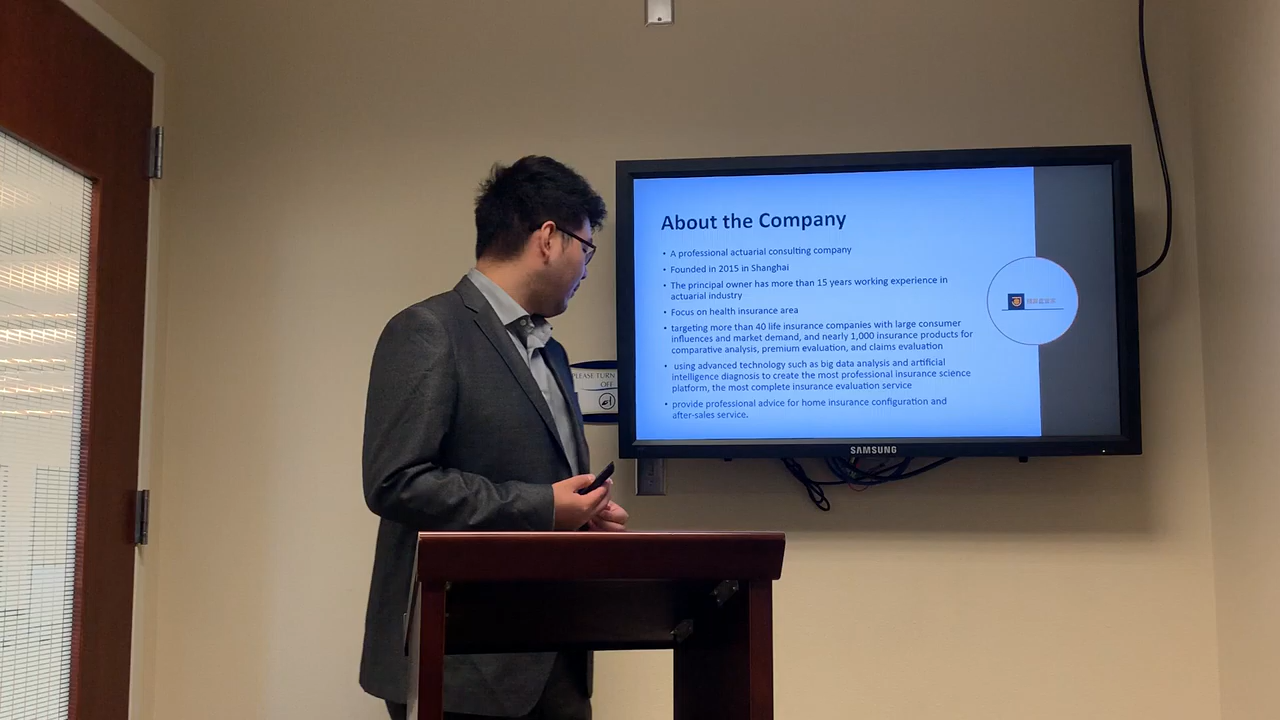 About the Company
• A professional actuarial consulting company
• Founded in 2015 in Shanghai
• The principal owner has more than 15 years working experience in
actuarial industry
• Focus on health insurance area
• targeting more than 40 life insurance companies with large consumer
influences and market demand, and nearly 1,000 insurance products for
comparative analysis, premium evaluation, and claims evaluation
• using advanced technology such as big data analysis and artificial
intelligence diagnosis to create the most professional insurance science
platform, the most complete insurance evaluation service
• provide professional advice for home insurance configuration and
after-sales service.
SAMSUNG
PLEASE TURN
OFF